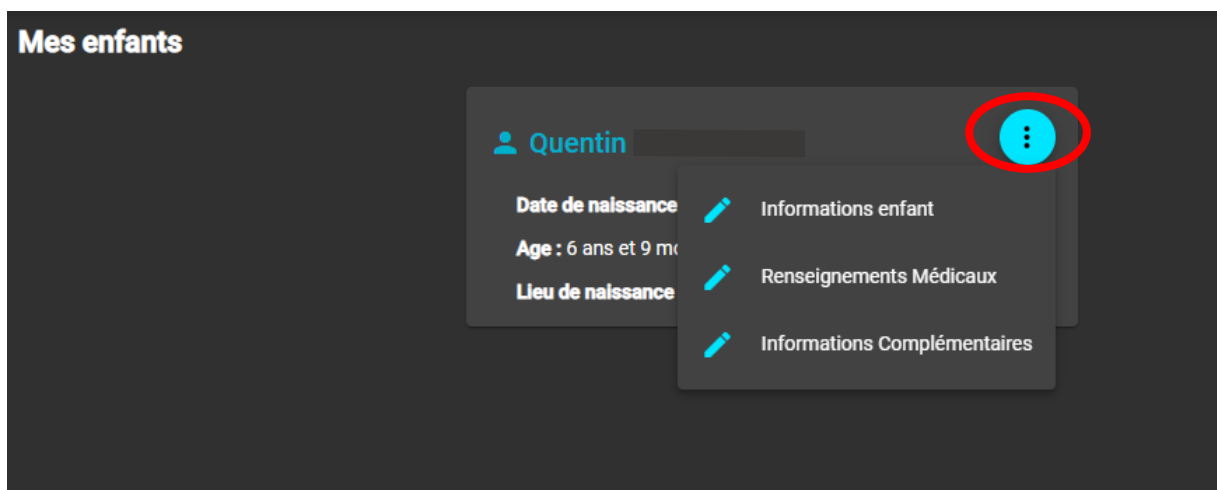 Mes enfants
Quentin
Date de naissance
Informations enfant
Age : 6 ans et 9
Renseignements Médicaux
Lieu de naissance
Informations Complémentaires